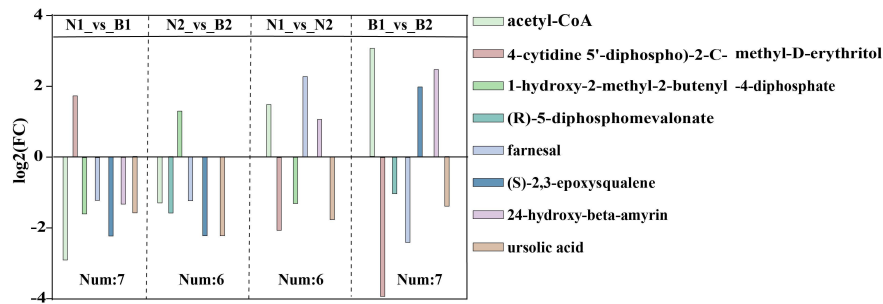 N1_vs_B1 N2_vs_B2 N1_vs_N2 B1_vs_B2
4
2
0
-2
-4
log2(FC)
Num:7 Num:6 Num:6 Num:7
acetyl-CoA
4-cytidine 5'-diphospho)-2-C- methyl-D-erythritol
1-hydroxy-2-methyl-2-butenyl -4-diphosphate
(R)-5-diphosphomevalonate
farnesal
(S)-2,3-epoxysqualene
24-hydroxy-beta-amyrin
ursolic acid